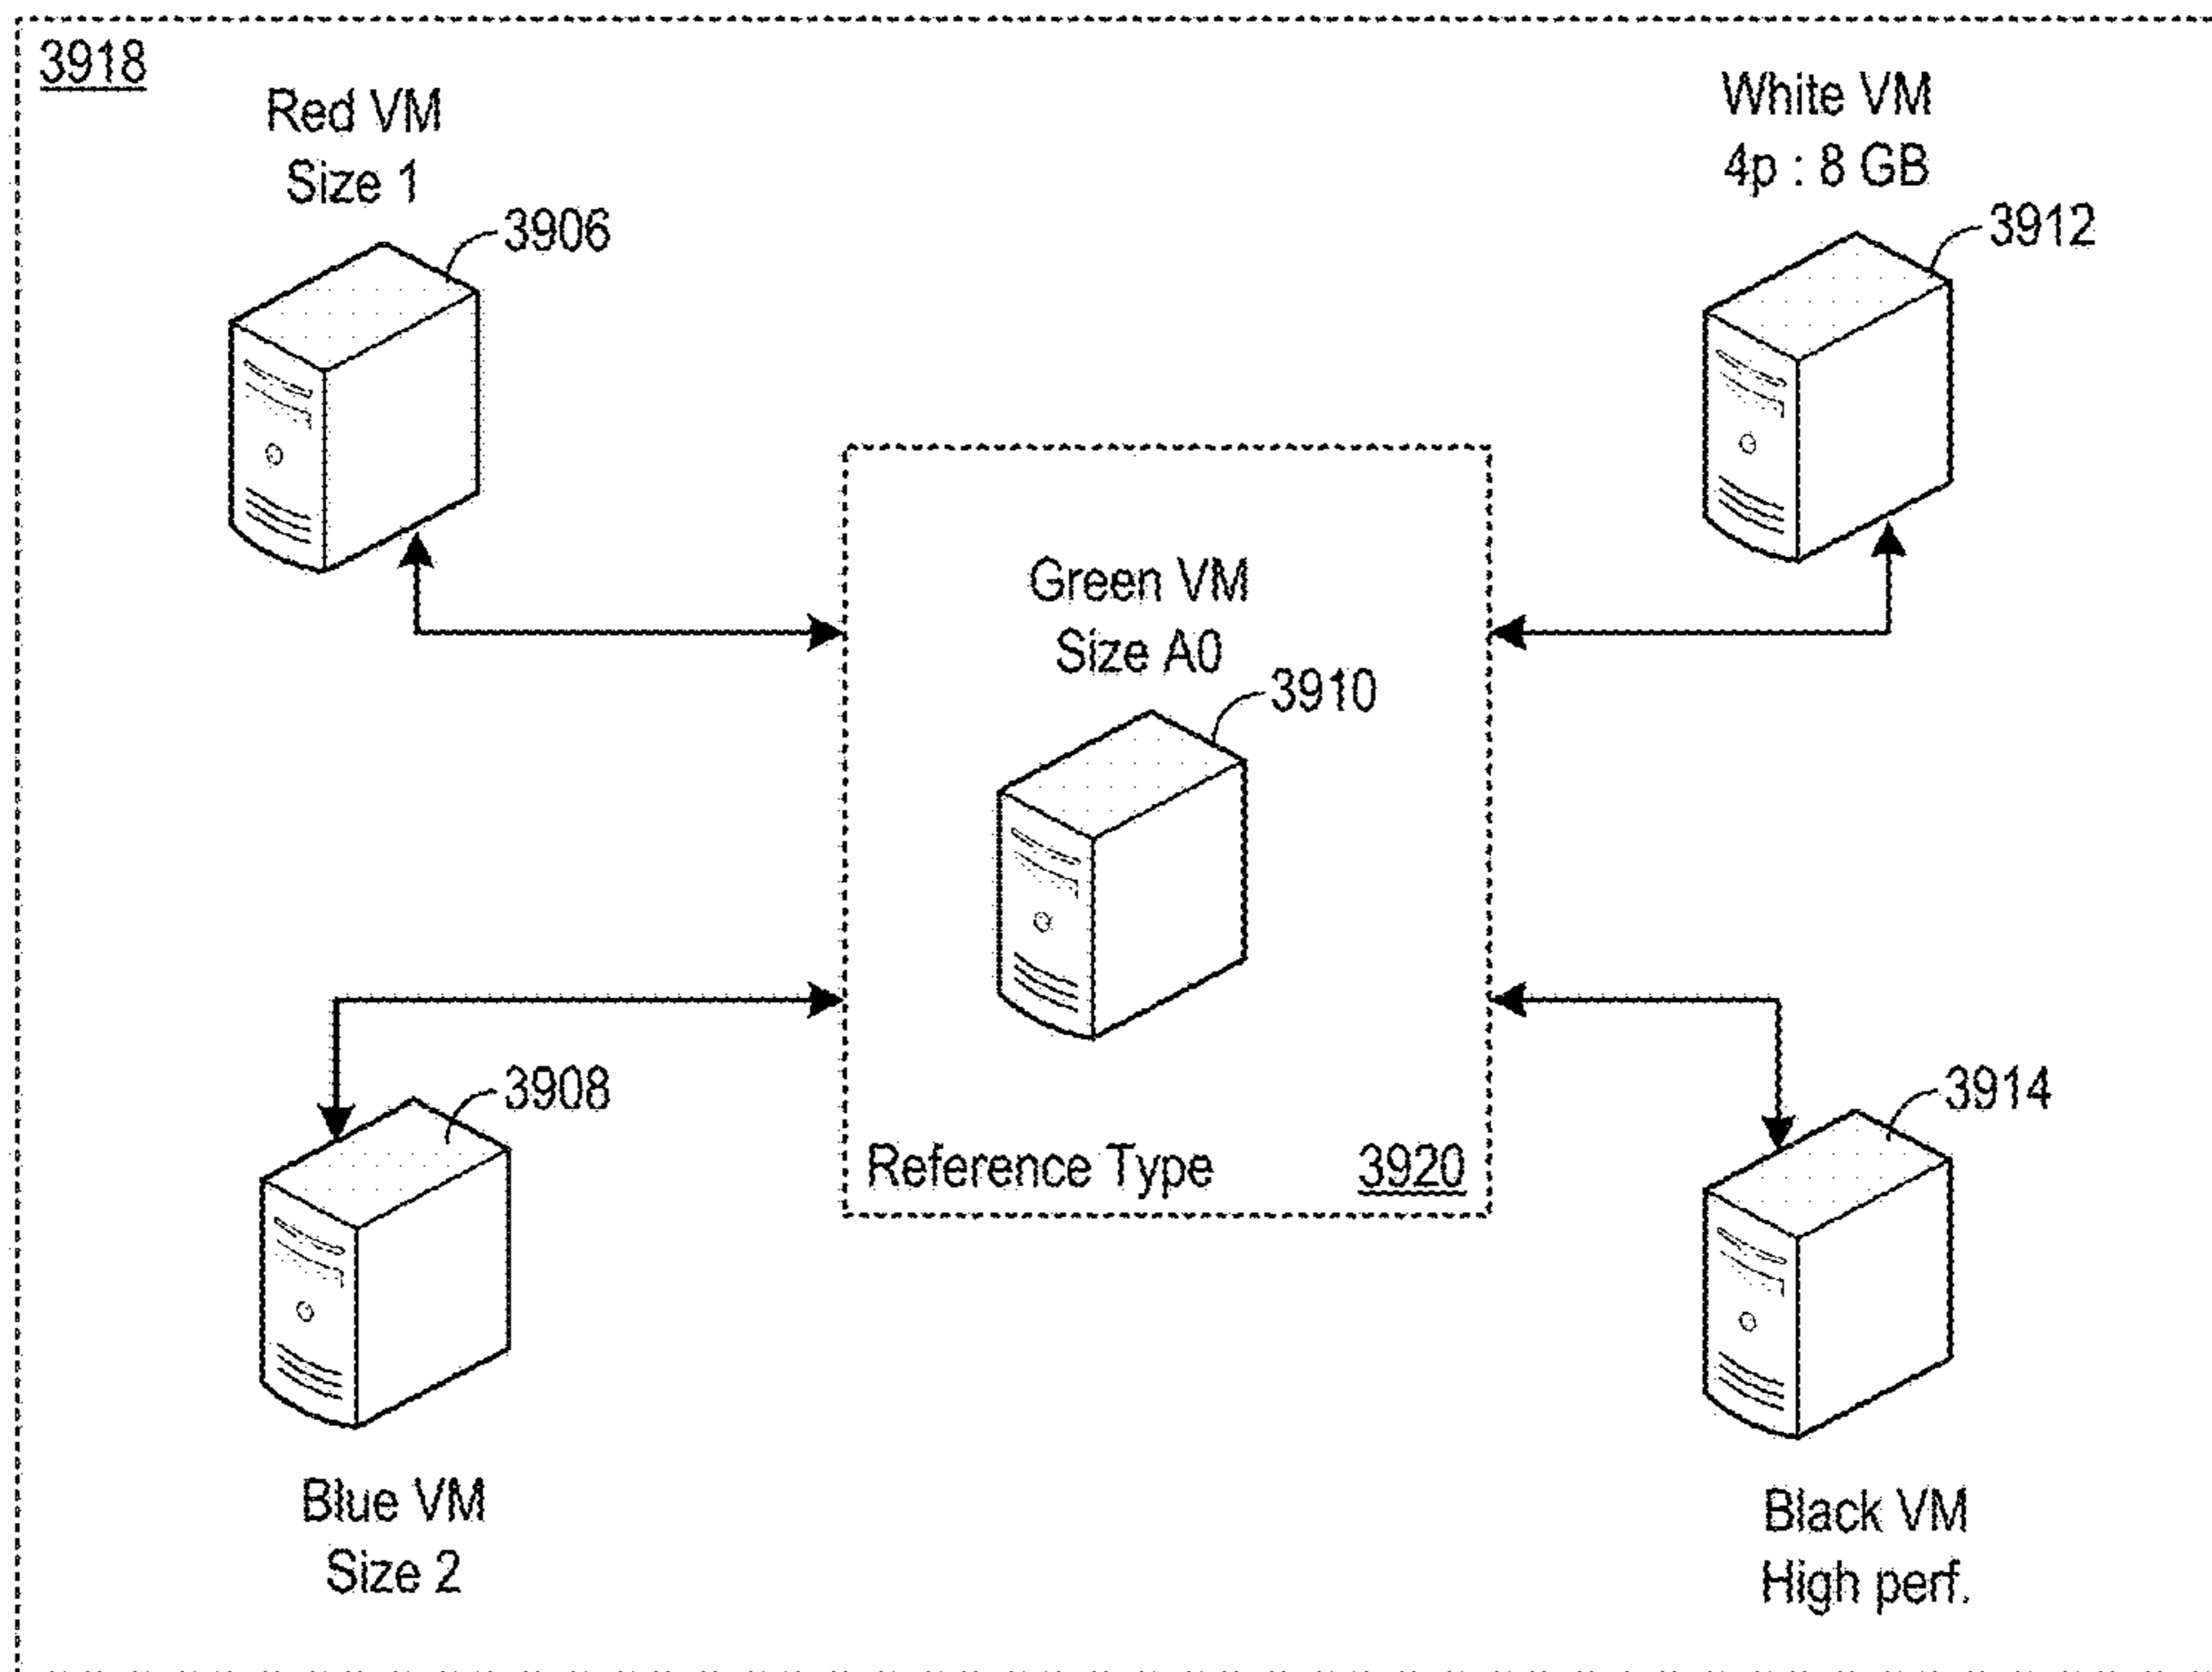 3918
Red VM
Size 1
3906
White VM
4p : 8 GB
3912
Green VM
Size A0
3910
Reference Type
3920
3908
Blue VM
Size 2
3914
Black VM
High perf.